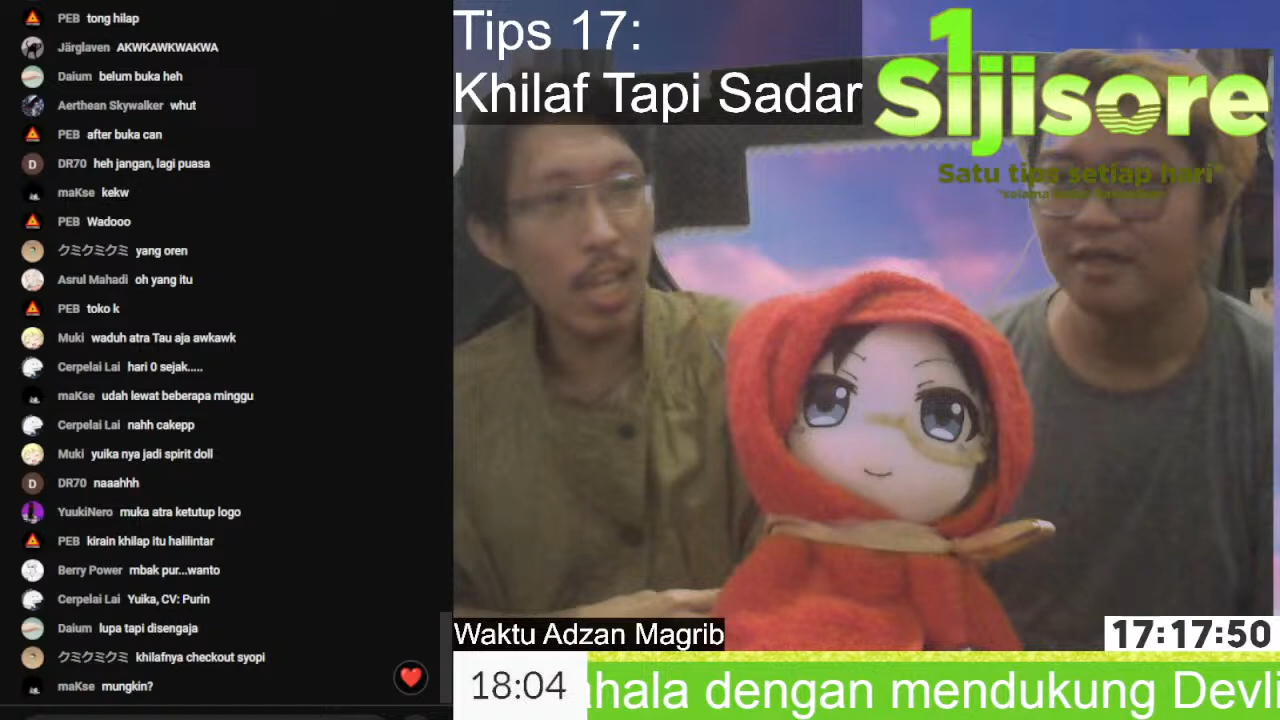 PEB tong hilap
Järglaven AKWKAWKWAKWA
Daium belum buka heh
Aerthean Skywalker whut
PEB after buka can
D DR70 heh jangan, lagi puasa
maKse kekw
PEB Wadooo
クミクミクミ yang oren
Asrul Mahadi oh yang itu
PEB toko k
Muki waduh atra Tau aja awkawk
Cerpelai Lai hari 0 sejak.....
maKse udah lewat beberapa minggu
Cerpelai Lai nahh cakepp
Muki yuika nya jadi spirit doll
D DR70 naaahhh
YuukiNero muka atra ketutup logo
PEB kirain khilap itu halilintar
Berry Power mbak pur...wanto
Cerpelai Lai Yuika, CV: Purin
Daium lupa tapi disengaja
クミクミクミ khilafnya checkout syopi
maKse mungkin?
Tips 17:
Khilaf Tapi Sadar
1
Sijisore
Satu tips setiap hari*
Waktu Adzan Magrib
17:17:50
18:04
ahala dengan mendukung Devli